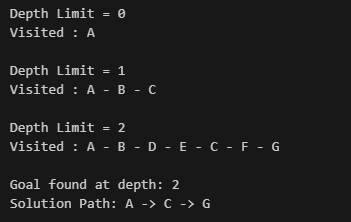 Depth Limit = 0
Visited : A
Depth Limit = 1
Visited : A - B - C
Depth Limit = 2
Visited : A - B - D - E - C - F - G
Goal found at depth: 2
Solution Path: A -> C -> G